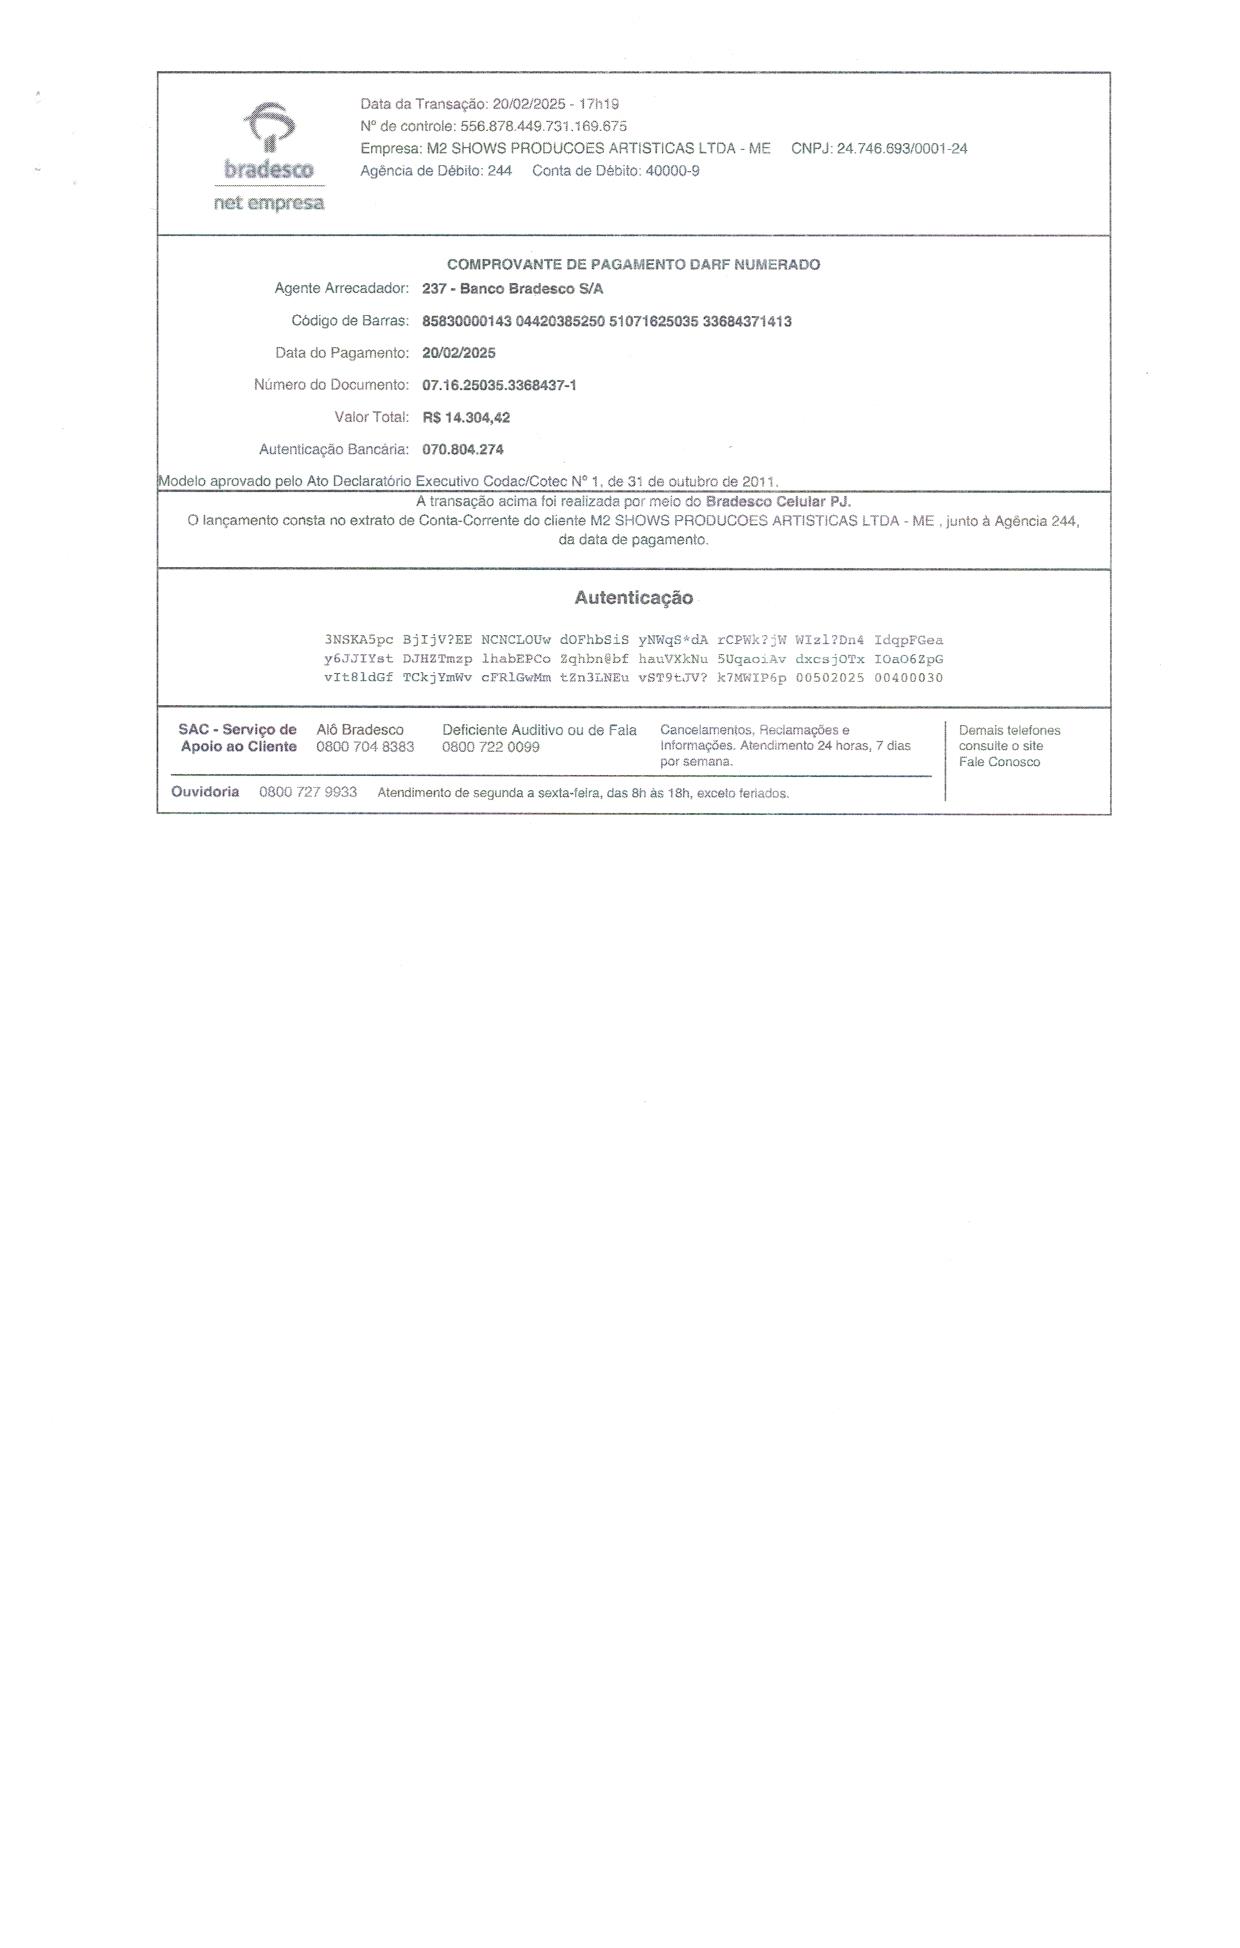 Data da Transação: 20/02/2025 - 17h19
Nº de controle: 556.878.449.731.169.675
Empresa: M2 SHOWS PRODUCOES ARTISTICAS LTDA - ME CNPJ: 24.746.693/0001-24
Agência de Débito: 244 Conta de Débito: 40000-9
bradesco
net empresa
COMPROVANTE DE PAGAMENTO DARF NUMERADO
Agente Arrecadador: 237 - Banco Bradesco S/A
Código de Barras: 85830000143 04420385250 51071625035 33684371413
Data do Pagamento: 20/02/2025
Número do Documento: 07.16.25035.3368437-1
Valor Total: R$ 14.304,42
Autenticação Bancária: 070.804.274
Modelo aprovado pelo Ato Declaratório Executivo Codac/Cotec Nº 1, de 31 de outubro de 2011.
A transação acima foi realizada por meio do Bradesco Celular PJ.
O lançamento consta no extrato de Conta-Corrente do cliente M2 SHOWS PRODUCOES ARTISTICAS LTDA - ME , junto à Agência 244,
da data de pagamento.
Autenticação
3NSKA5pc BjIjV?EE NCNCLOUw dOFhbSiS yNWqS*dA rCPWk?jW WIzl?Dn4 IdqpFGea
y6JJIYst DJHZTmzp lhabEPCo Zqhbn@bf hauVXkNu 5UqaoiAv dxcsjOTx IOaO6ZpG
vIt8ldGf TCkjYmWv cFRlGwMm tZn3LNEu vST9tJV? k7MWIP6p 00502025 00400030
SAC - Serviço de Alô Bradesco Deficiente Auditivo ou de Fala Cancelamentos, Reclamações e Demais telefones
Apoio ao Cliente 0800 704 8383 0800 722 0099 Informações. Atendimento 24 horas, 7 dias consulte o site
por semana. Fale Conosco
Ouvidoria 0800 727 9933 Atendimento de segunda a sexta-feira, das 8h às 18h, exceto feriados.